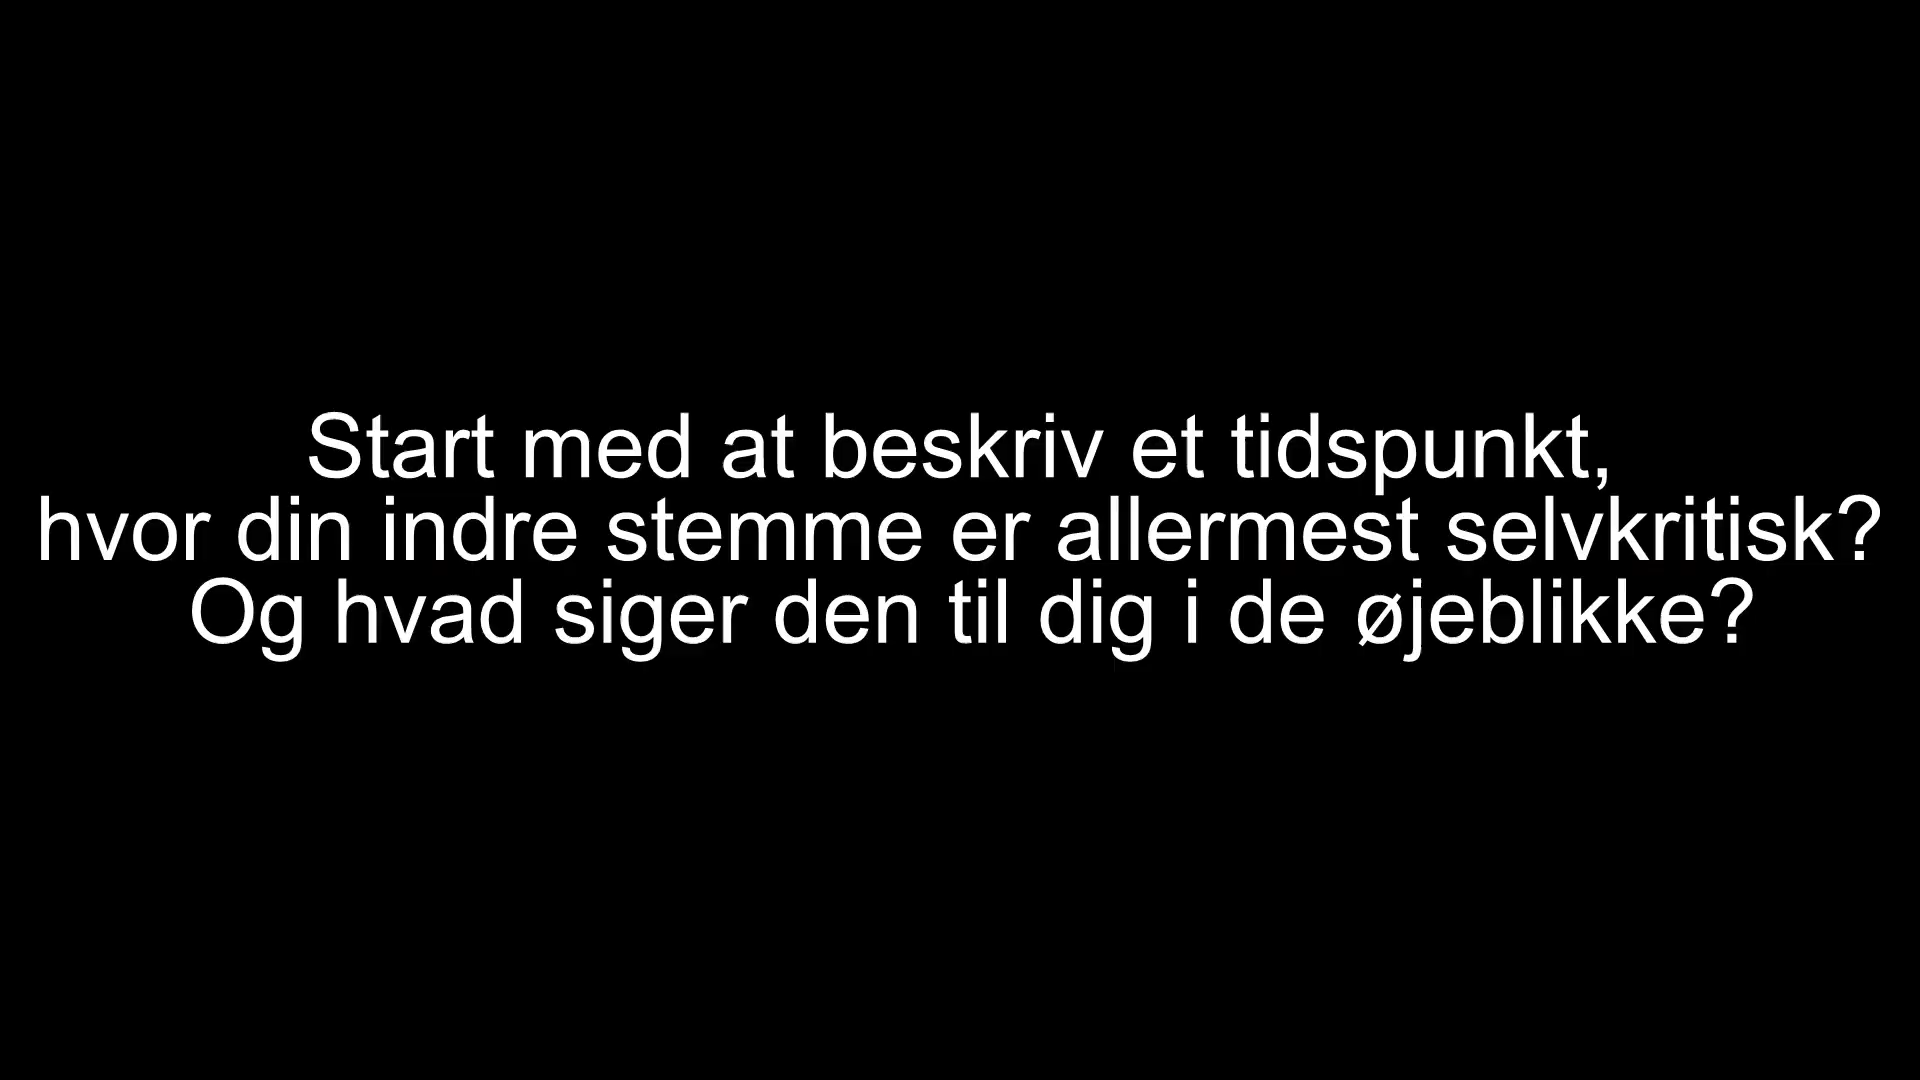 Start med at beskriv et tidspunkt,
hvor din indre stemme er allermest selvkritisk?
Og hvad siger den til dig i de øjeblikke?